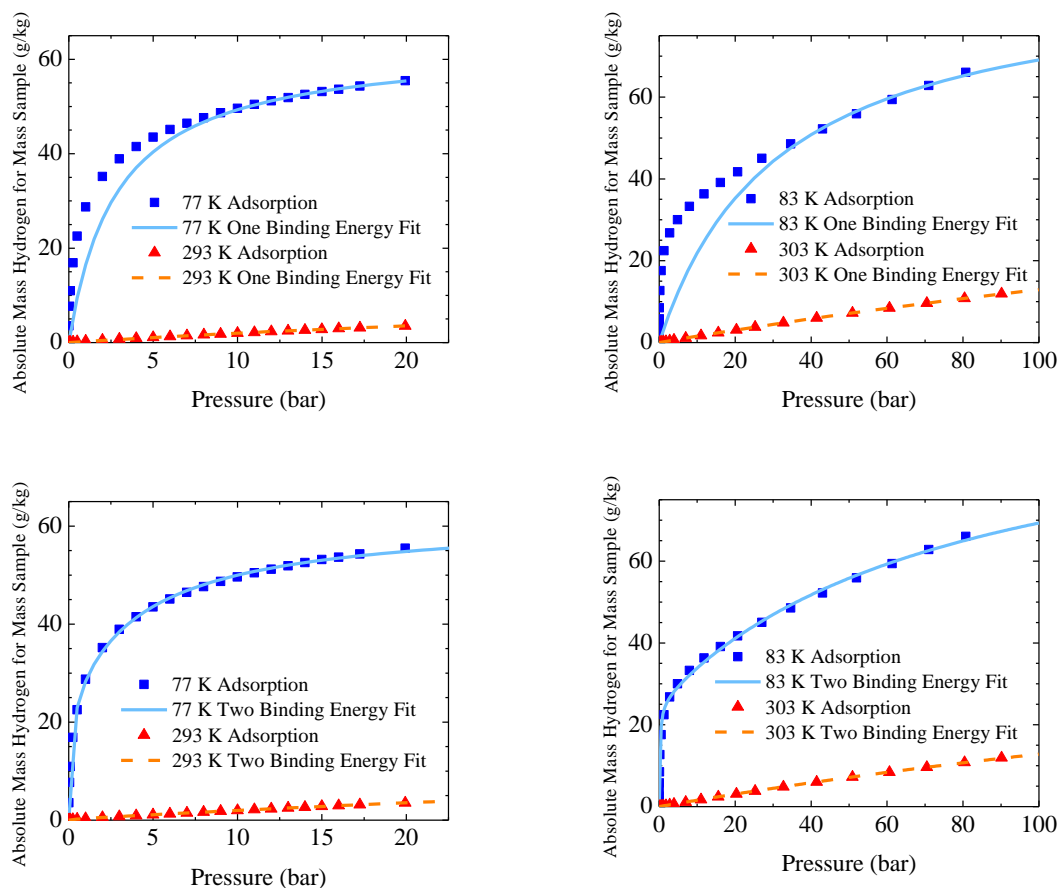 Absolute Mass Hydrogen for Mass Sample (g/kg)
60
40
20
0
77 K Adsorption
77 K One Binding Energy Fit
293 K Adsorption
293 K One Binding Energy Fit
0 5 10 15 20
Pressure (bar)
Absolute Mass Hydrogen for Mass Sample (g/kg)
60
40
20
0
83 K Adsorption
83 K One Binding Energy Fit
303 K Adsorption
303 K One Binding Energy Fit
0 20 40 60 80 100
Pressure (bar)
Absolute Mass Hydrogen for Mass Sample (g/kg)
60
40
20
0
77 K Adsorption
77 K Two Binding Energy Fit
293 K Adsorption
293 K Two Binding Energy Fit
0 5 10 15 20
Pressure (bar)
Absolute Mass Hydrogen for Mass Sample (g/kg)
80
60
40
20
0
83 K Adsorption
83 K Two Binding Energy Fit
303 K Adsorption
303 K Two Binding Energy Fit
0 20 40 60 80 100
Pressure (bar)